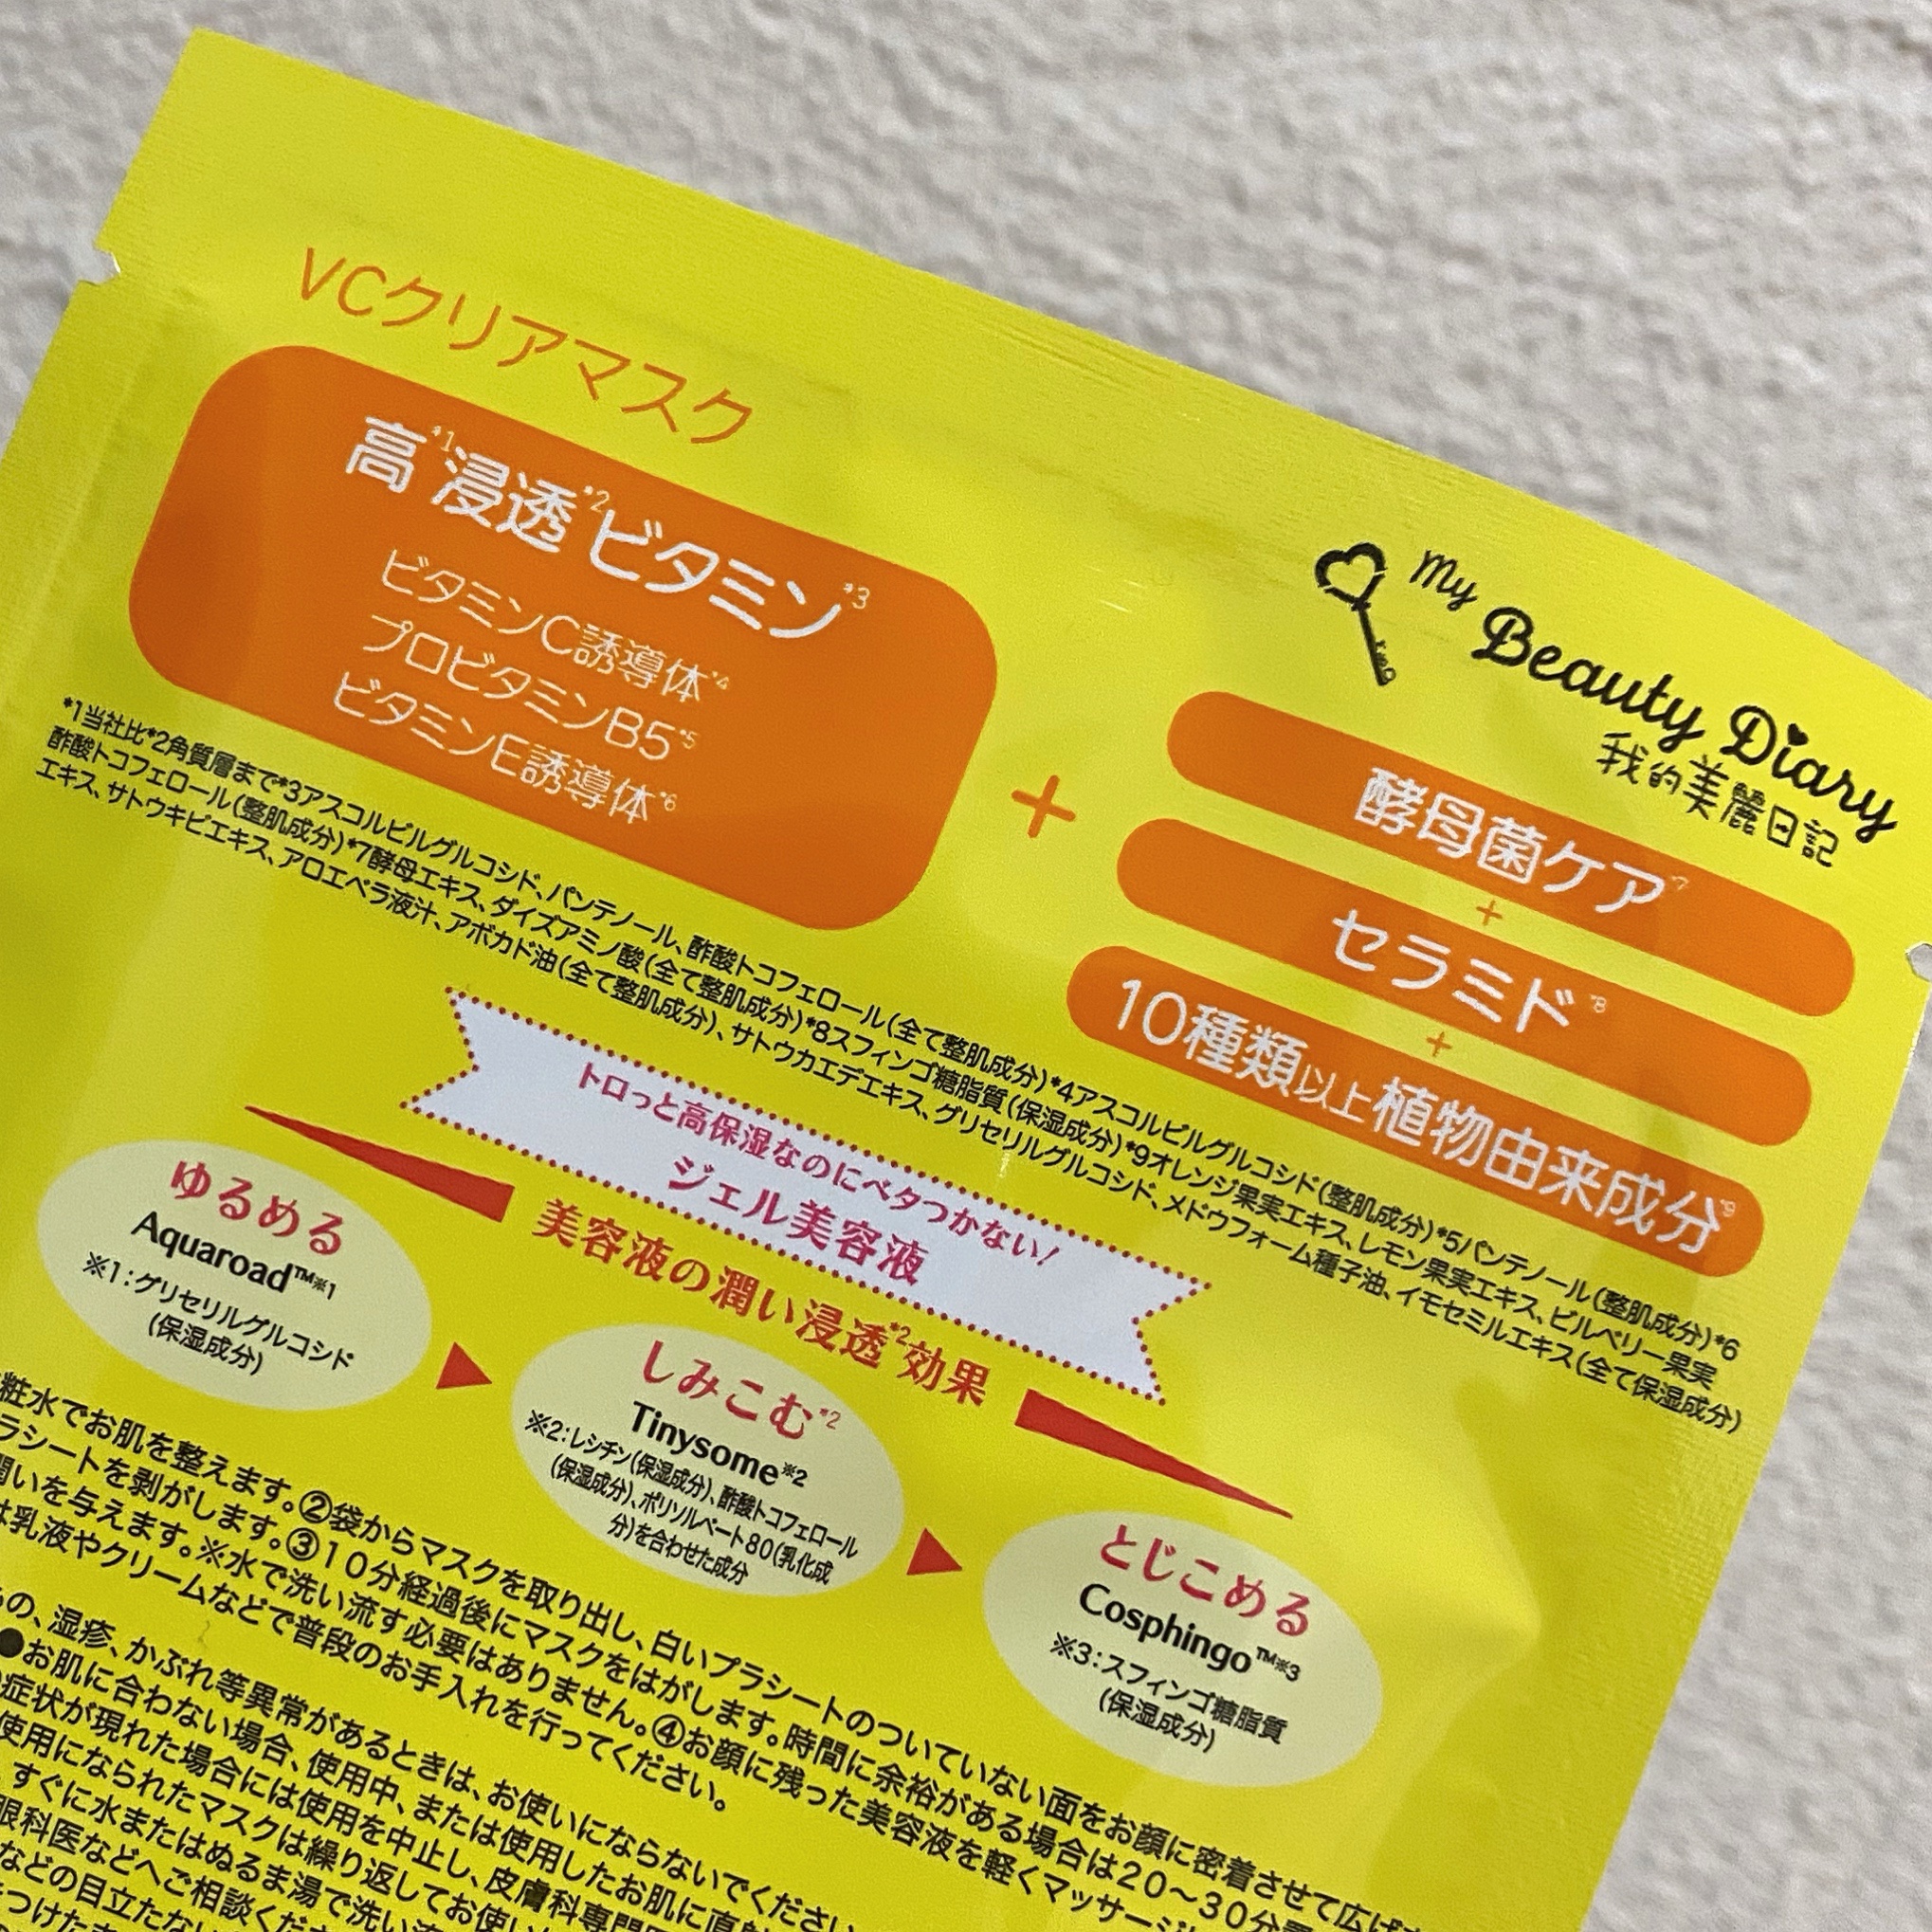 VCクリアマスク
高*1浸透*2ビタミン*3
ビタミンC誘導体*4
プロビタミンB5*5
ビタミンE誘導体*6
+
My Beauty Diary
我的美麗日記
酵母菌ケア*7
+
セラミド*8
+
10種類以上植物由来成分*9
*1当社比*2角質層まで*3アスコルビルグルコシド、パンテノール、酢酸トコフェロール(全て整肌成分)*4アスコルビルグルコシド(整肌成分)*5パンテノール(整肌成分)*6
酢酸トコフェロール(整肌成分)*7酵母エキス、ダイズアミノ酸(全て整肌成分)*8スフィンゴ糖脂質(保湿成分)*9オレンジ果実エキス、レモン果実エキス、ビルベリー果実
エキス、サトウキビエキス、アロエベラ液汁、アボカド油(全て整肌成分)、サトウカエデエキス、グリセリルグルコシド、メドウフォーム種子油、イモセミルエキス(全て保湿成分)
トロっと高保湿なのにベタつかない!
ジェル美容液
美容液の潤い浸透*2効果
ゆるめる
Aquaroad™※1
※1:グリセリルグルコシド
(保湿成分)
しみこむ*2
Tinysome※2
※2:レシチン(保湿成分)、酢酸トコフェロール
(保湿成分)、ポリソルベート80(乳化成
分)を合わせた成分
とじこめる
Cosphingo™※3
※3:スフィンゴ糖脂質
(保湿成分)
粧水でお肌を整えます。②袋からマスクを取り出し、白いプラシートのついていない面をお顔に密着させて広げ
ラシートを剥がします。③10分経過後にマスクをはがします。時間に余裕がある場合は20〜30分
潤いを与えます。※水で洗い流す必要はありません。④お顔に残った美容液を軽くマッサージ
は乳液やクリームなどで普段のお手入れを行ってください。
の、湿疹、かぶれ等異常があるときは、お使いにならないでください
●お肌に合わない場合、使用中、または使用したお肌に直射
症状が現れた場合には使用を中止し、皮膚科専門
使用になられたマスクは繰り返してお使い
すぐに水またはぬるま湯で洗い
眼科医などへご相談くだ
などの目立たない